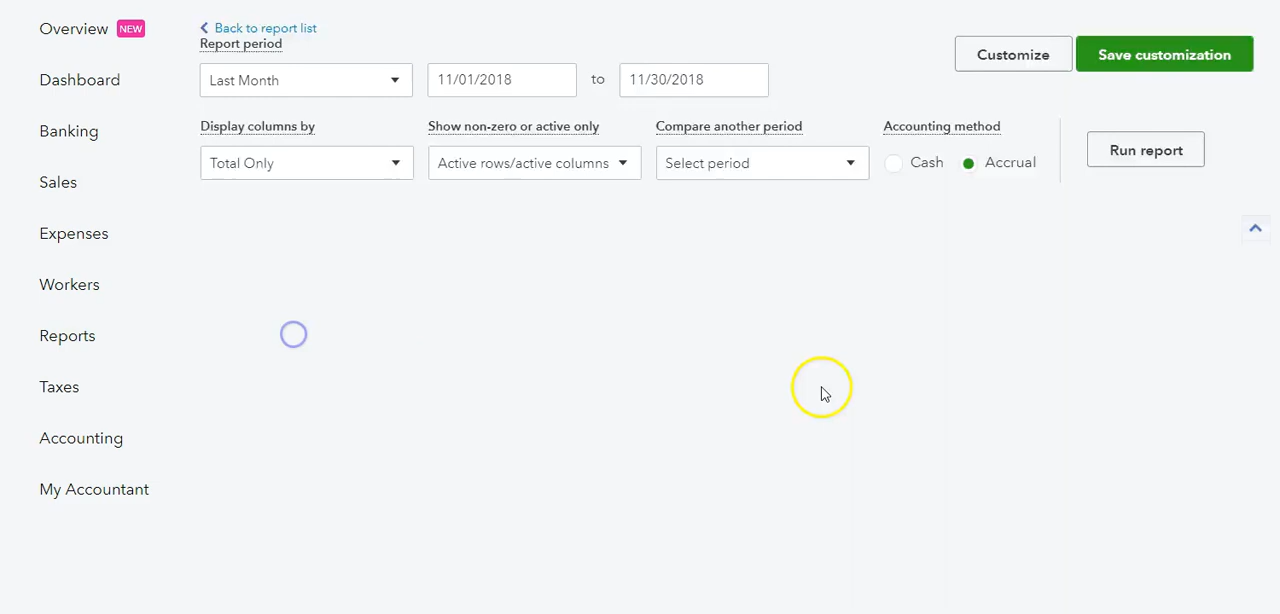 Overview NEW
Dashboard
Banking
Sales
Expenses
Workers
Reports
Taxes
Accounting
My Accountant
Back to report list
Report period
Last Month 11/01/2018 to 11/30/2018
Customize Save customization
Display columns by Show non-zero or active only Compare another period Accounting method
Total Only Active rows/active columns Select period Cash Accrual
Run report